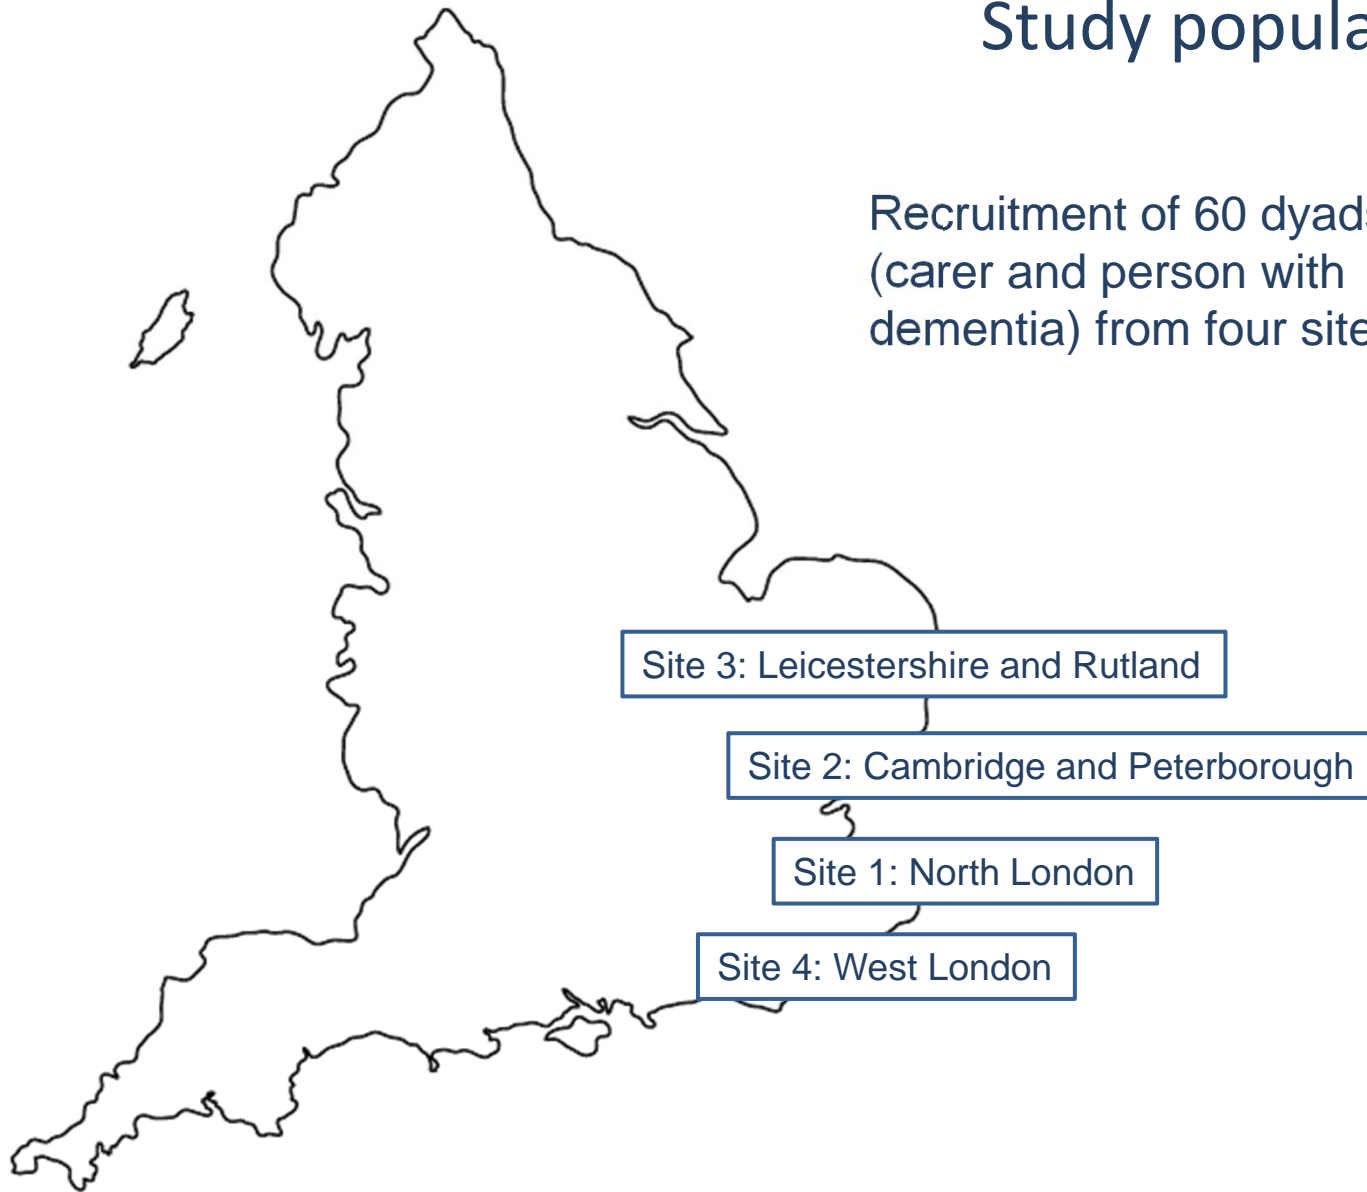 Study popula
Recruitment of 60 dyads
(carer and person with
dementia) from four site
Site 3: Leicestershire and Rutland
Site 2: Cambridge and Peterborough
Site 1: North London
Site 4: West London